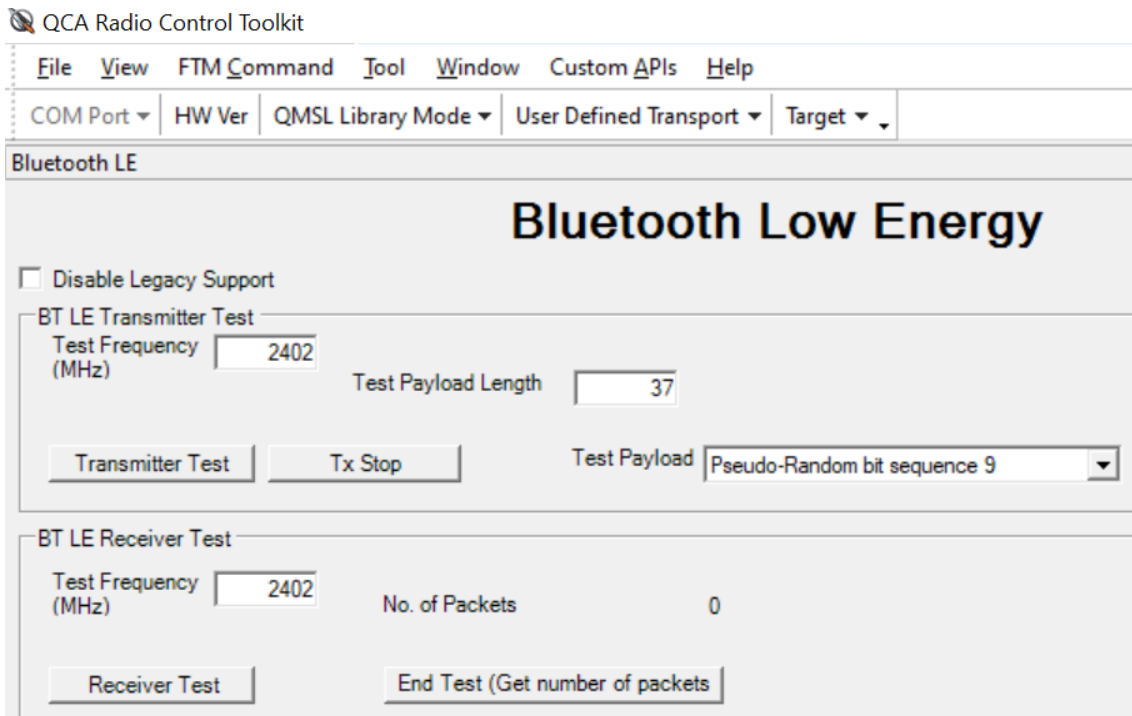 QCA Radio Control Toolkit
File View FTM Command Tool Window Custom APIs Help
COM Port HW Ver QMSL Library Mode User Defined Transport Target
Bluetooth LE
Bluetooth Low Energy
Disable Legacy Support
BT LE Transmitter Test
Test Frequency
(MHz)
2402
Test Payload Length 37
Transmitter Test Tx Stop Test Payload Pseudo-Random bit sequence 9
BT LE Receiver Test
Test Frequency
(MHz)
2402
No. of Packets 0
Receiver Test End Test (Get number of packets